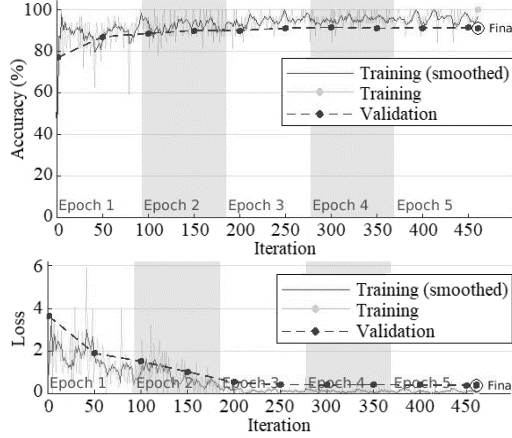 100
80
60
40
20
0
Accuracy (%)
Training (smoothed)
Training
Validation
Fina
Epoch 1 Epoch 2 Epoch 3 Epoch 4 Epoch 5
0 50 100 150 200 250 300 350 400 450
Iteration
6
4
2
0
Loss
Training (smoothed)
Training
Validation
Fina
Epoch 1 Epoch 2 Epoch 3 Epoch 4 Epoch 5
0 50 100 150 200 250 300 350 400 450
Iteration